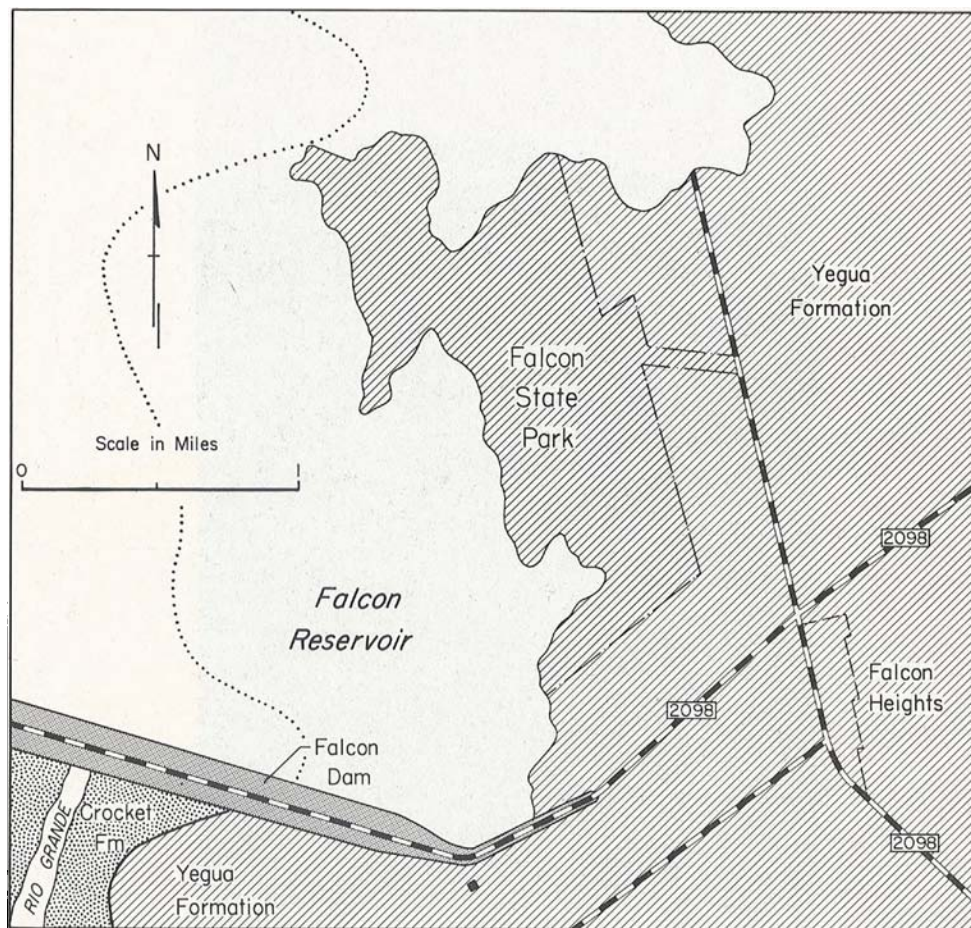 N
Yegua
Formation
Falcon
State
Park
Scale in Miles
0 1
2098
Falcon
Reservoir
Falcon
Heights
2098
Falcon
Dam
Crocket
Fm
RIO GRANDE
2098
Yegua
Formation